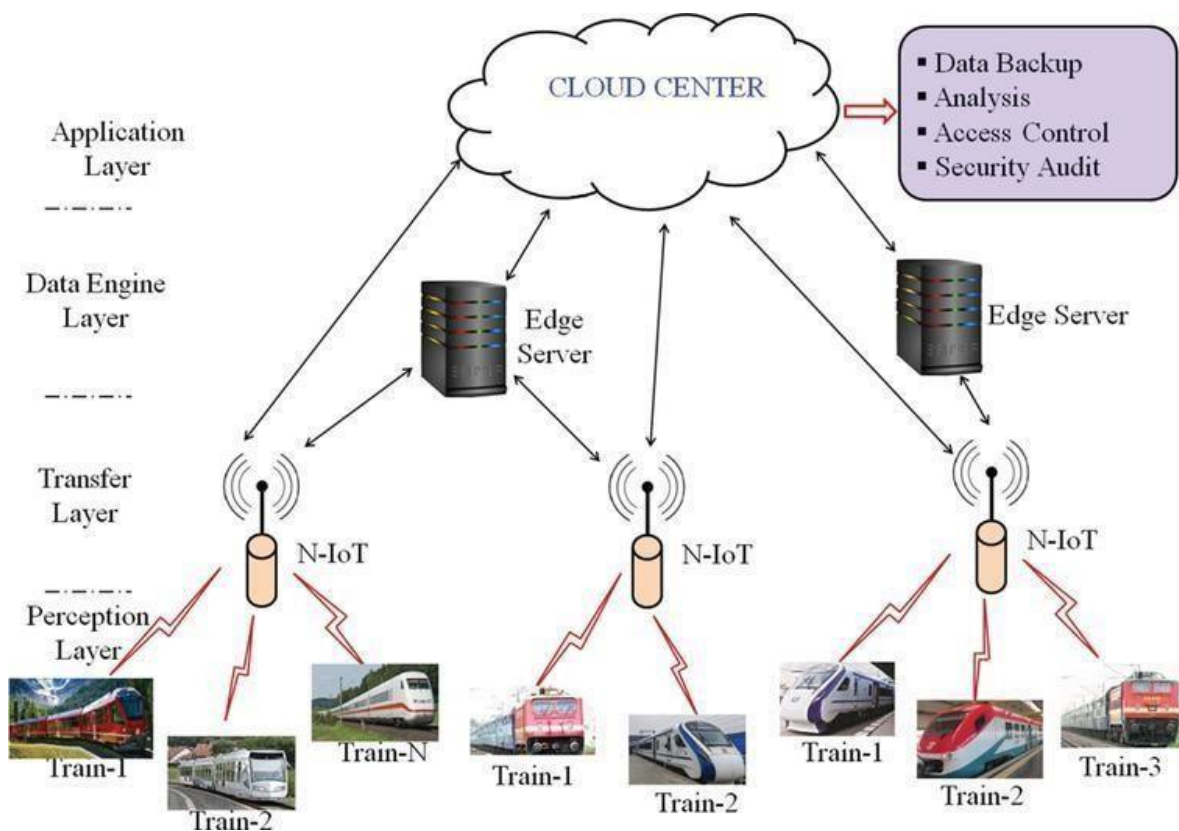 CLOUD CENTER
▪ Data Backup
▪ Analysis
▪ Access Control
▪ Security Audit
Application
Layer
Data Engine
Layer
Edge
Server
Edge Server
Transfer
Layer
N-IoT
N-IoT
N-IoT
Perception
Layer
Train-1
Train-2
Train-N
Train-1
Train-2
Train-1
Train-2
Train-3